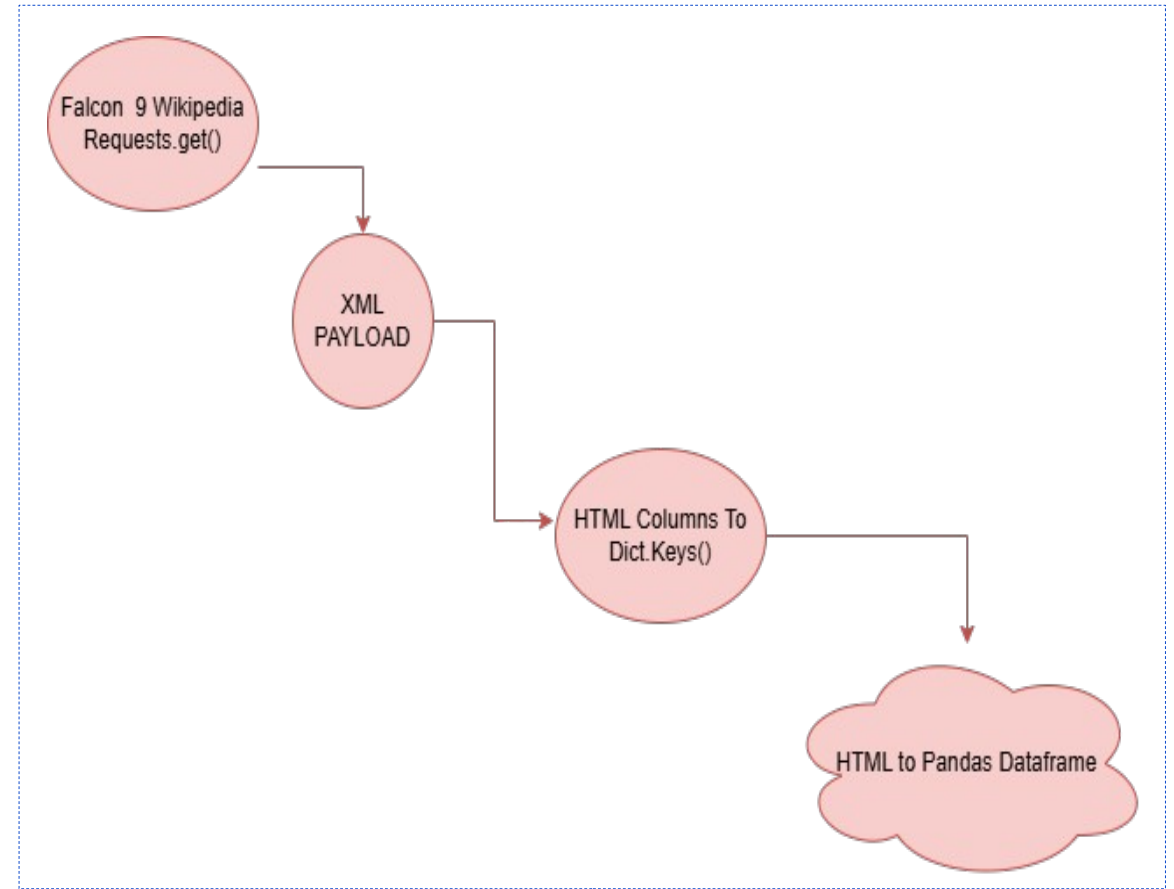 Falcon 9 Wikipedia
Requests.get()
XML
PAYLOAD
HTML Columns To
Dict.Keys()
HTML to Pandas Dataframe